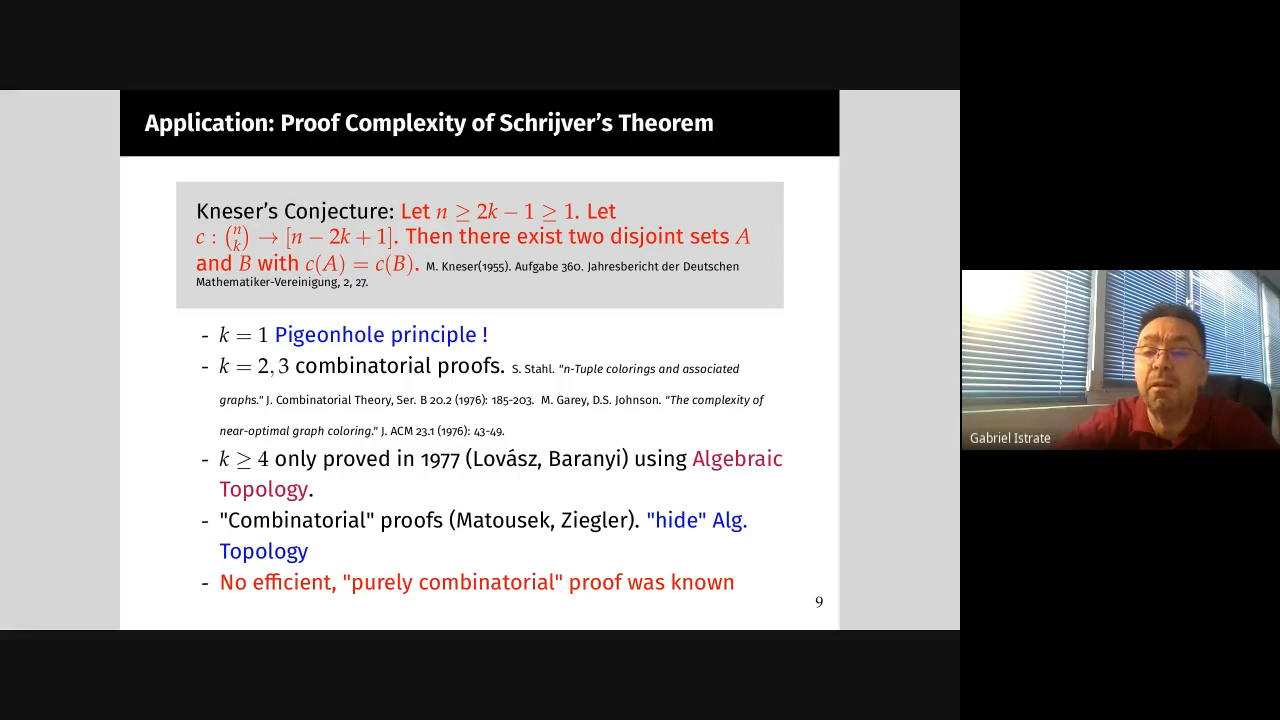 Application: Proof Complexity of Schrijver's Theorem
Kneser's Conjecture: Let n ≥ 2k − 1 ≥ 1. Let
c : (n k) → [n − 2k + 1]. Then there exist two disjoint sets A
and B with c(A) = c(B). M. Kneser(1955). Aufgabe 360. Jahresbericht der Deutschen
Mathematiker-Vereinigung, 2, 27.
- k = 1 Pigeonhole principle !
- k = 2, 3 combinatorial proofs. S. Stahl. "n-Tuple colorings and associated
graphs." J. Combinatorial Theory, Ser. B 20.2 (1976): 185-203. M. Garey, D.S. Johnson. "The complexity of
near-optimal graph coloring." J. ACM 23.1 (1976): 43-49.
- k ≥ 4 only proved in 1977 (Lovász, Baranyi) using Algebraic
Topology.
- "Combinatorial" proofs (Matousek, Ziegler). "hide" Alg.
Topology
- No efficient, "purely combinatorial" proof was known
9
Gabriel Istrate